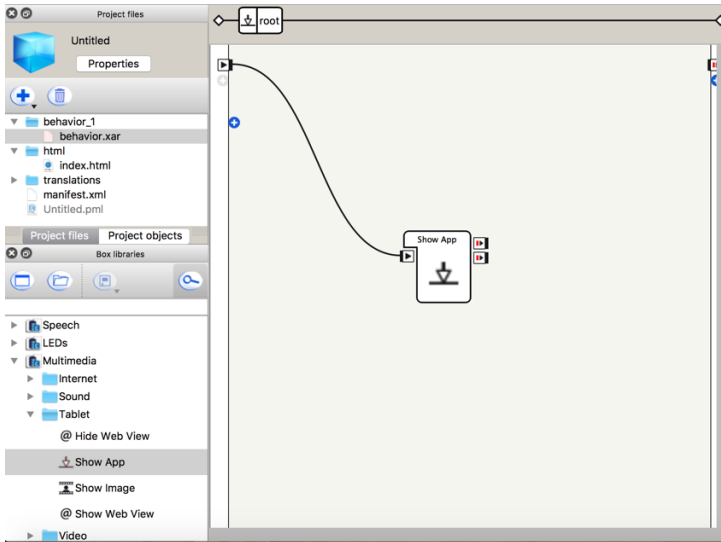 Project files
root
Untitled
Properties
behavior_1
behavior.xar
html
index.html
translations
manifest.xml
Untitled.pml
Project files
Project objects
Box libraries
Speech
LEDs
Multimedia
Internet
Sound
Tablet
@ Hide Web View
Show App
Show Image
@ Show Web View
Video
Show App